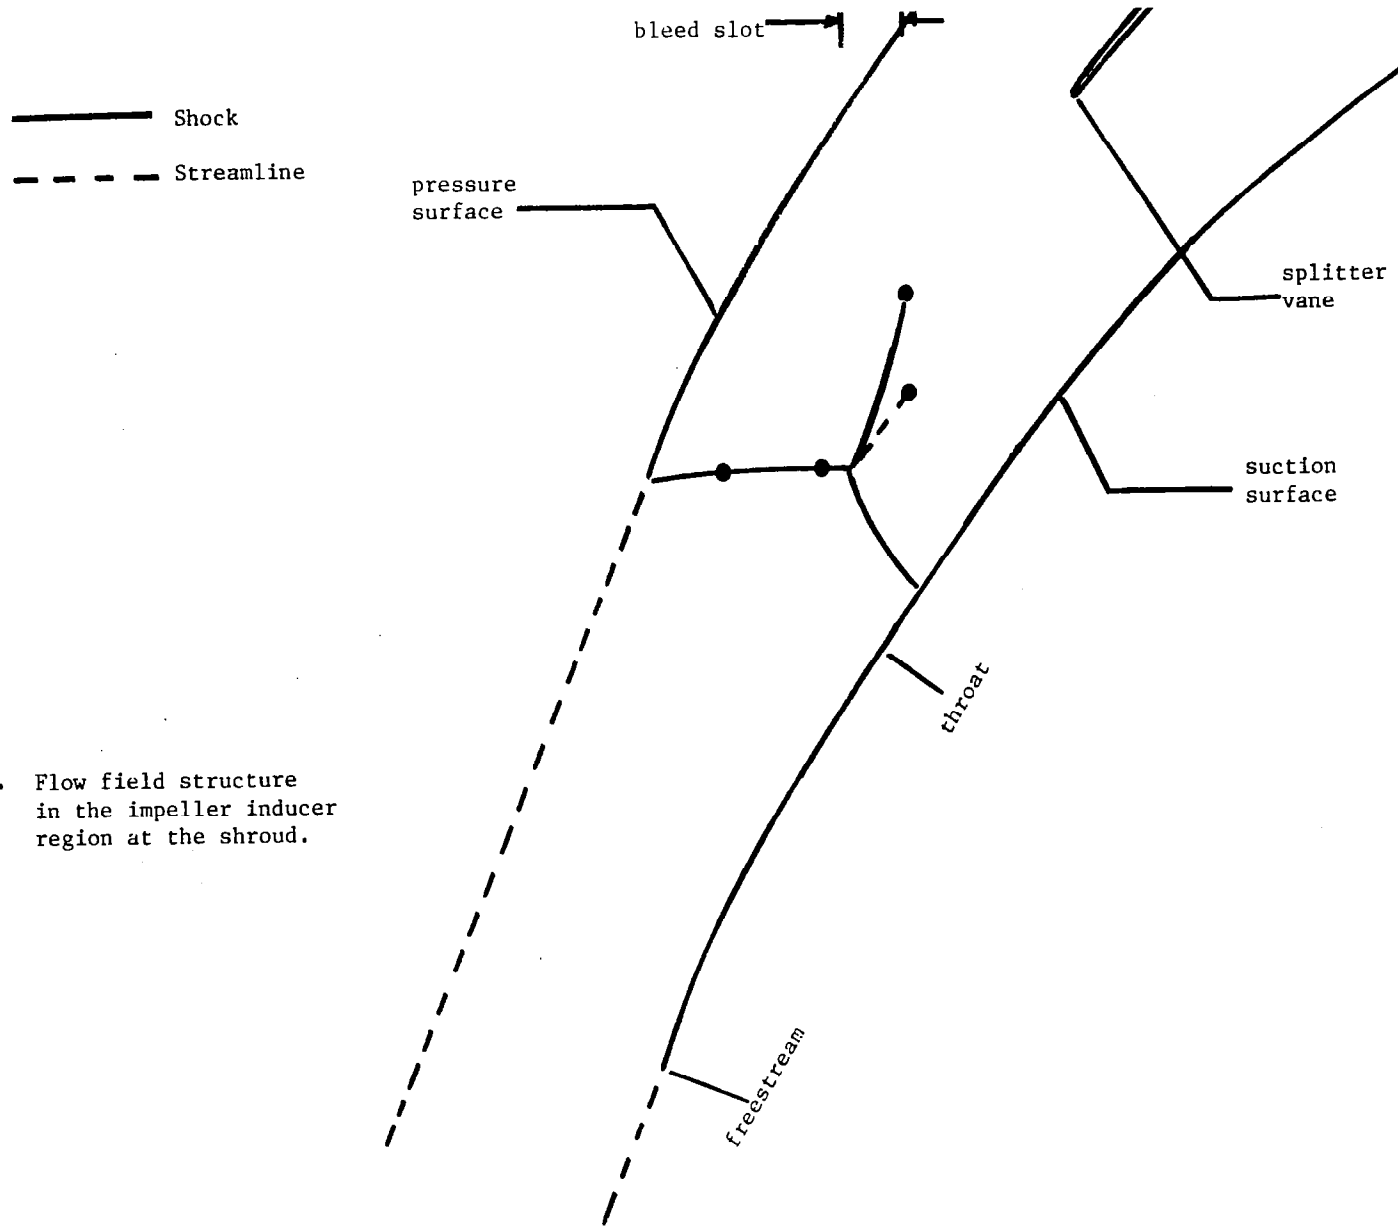 bleed slot
Shock
Streamline
pressure
surface
splitter
vane
suction
surface
throat
. Flow field structure
in the impeller inducer
region at the shroud.
freestream